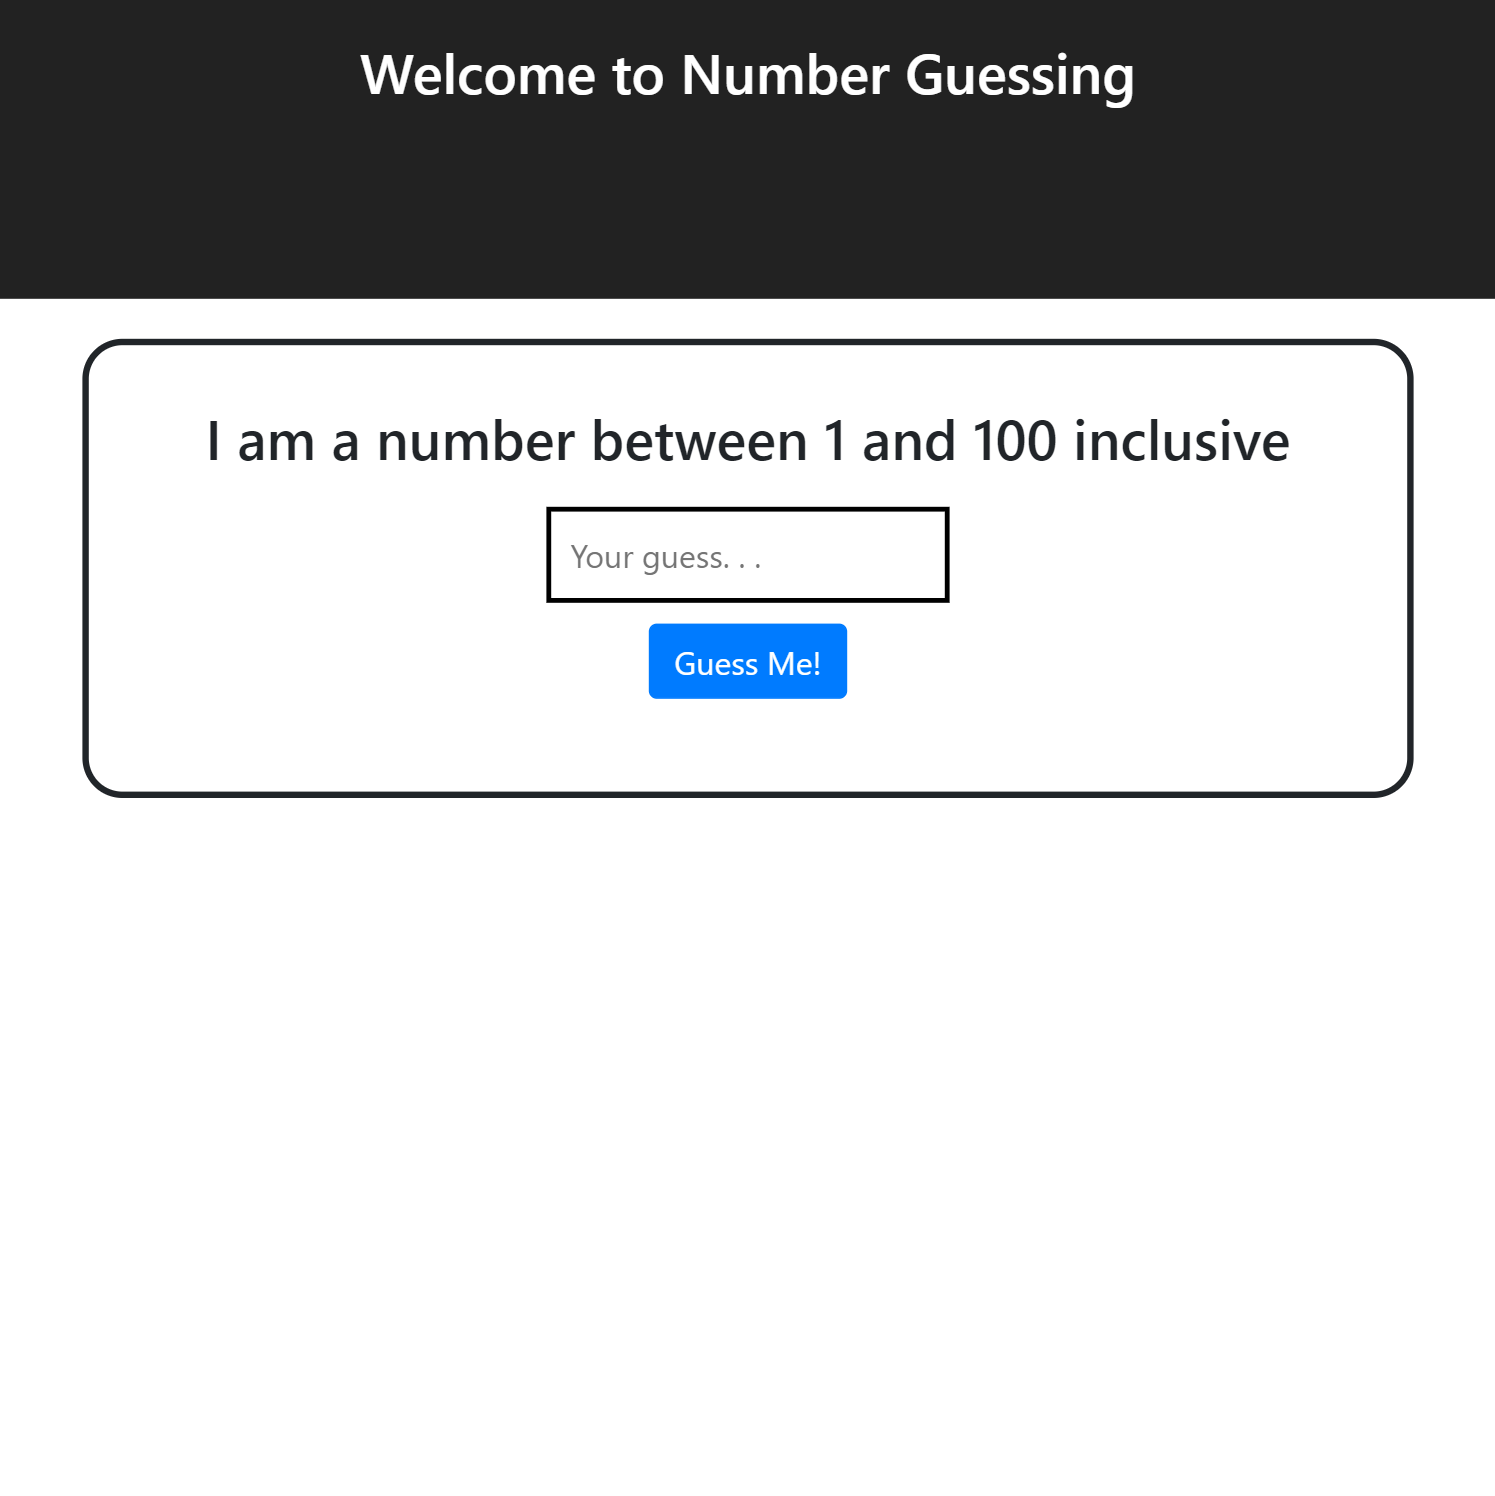 Welcome to Number Guessing
I am a number between 1 and 100 inclusive
Your guess. . .
Guess Me!